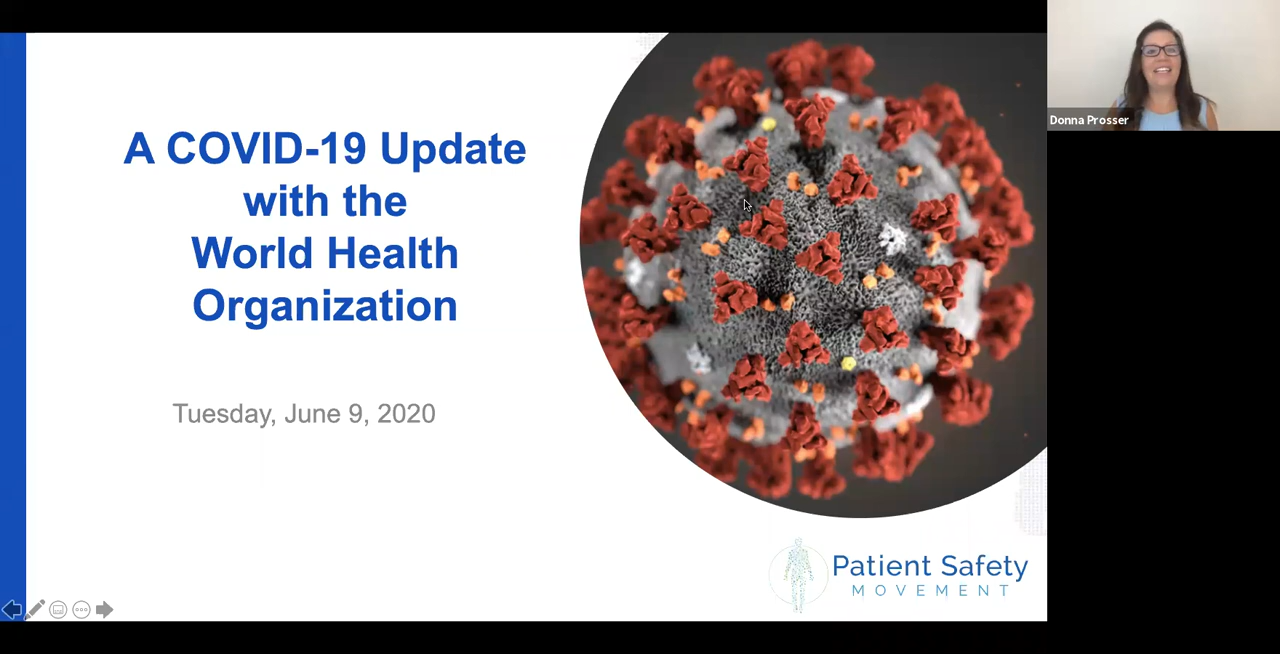 A COVID-19 Update
with the
World Health
Organization
Tuesday, June 9, 2020
Patient Safety
MOVEMENT
Donna Prosser